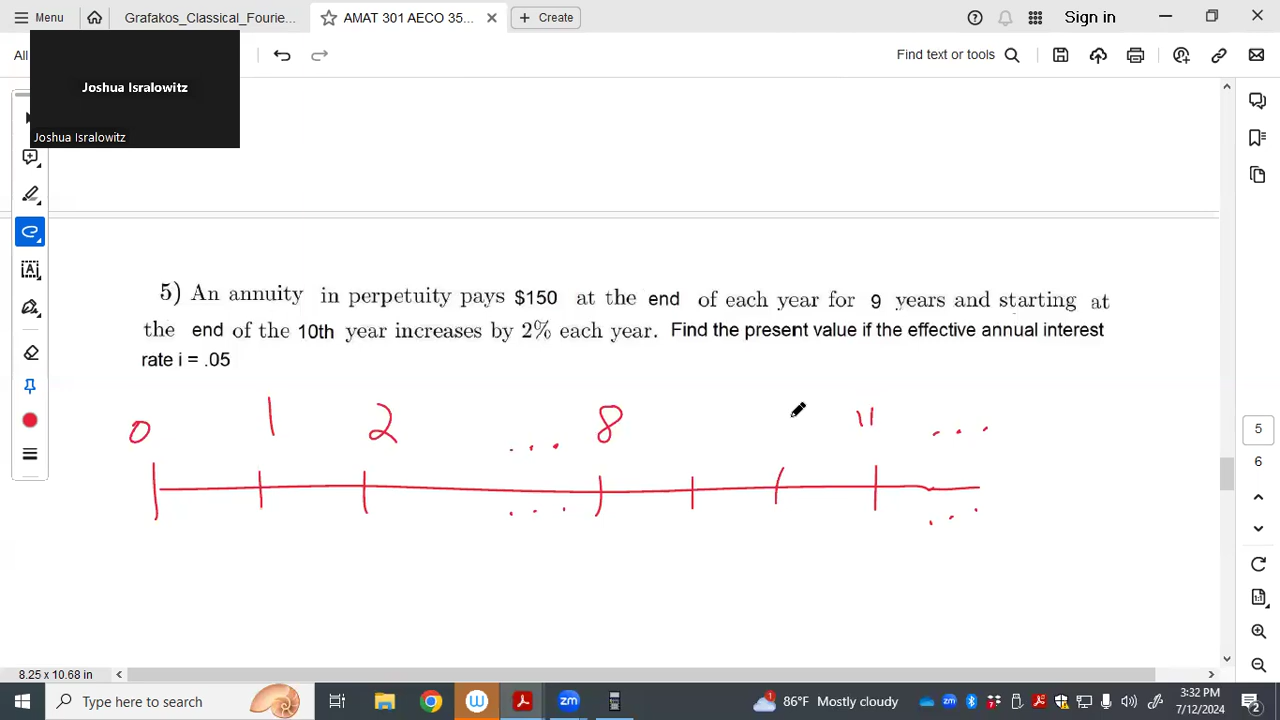 Menu
Grafakos_Classical_Fourie...
AMAT 301 AECO 35...
Create
Sign in
All
Find text or tools
Joshua Isralowitz
Joshua Isralowitz
5) An annuity in perpetuity pays $150 at the end of each year for 9 years and starting at
the end of the 10th year increases by 2% each year. Find the present value if the effective annual interest
rate i = .05
0 1 2 ... 8 11 ...
... ...
5
6
8.25 x 10.68 in
Type here to search
86°F Mostly cloudy
3:32 PM
7/12/2024
2